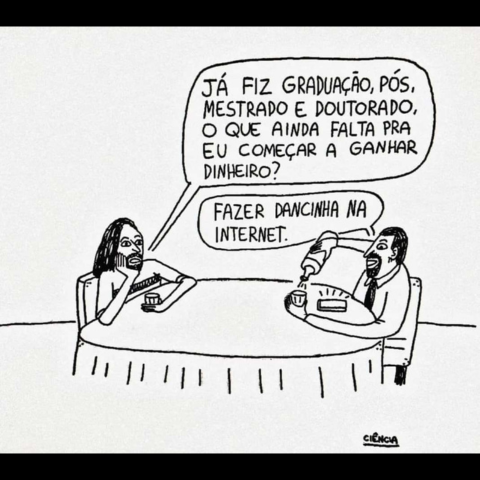 JÁ FIZ GRADUAÇÃO, PÓS,
MESTRADO E DOUTORADO,
O QUE AINDA FALTA PRA
EU COMEÇAR A GANHAR
DINHEIRO?
FAZER DANCINHA NA
INTERNET.
CIÊNCIA